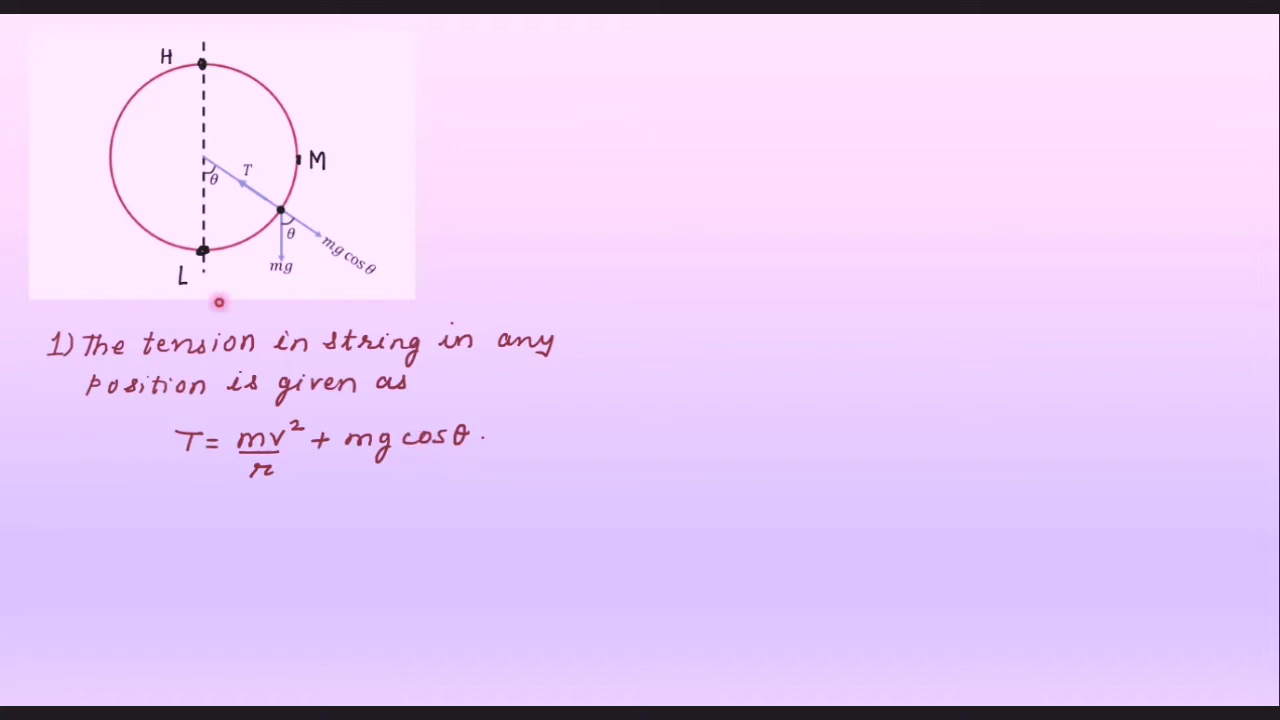 H
M
T
θ
θ
mg cos θ
mg
L
1) The tension in string in any
position is given as
T = mv²/r + mg cosθ.